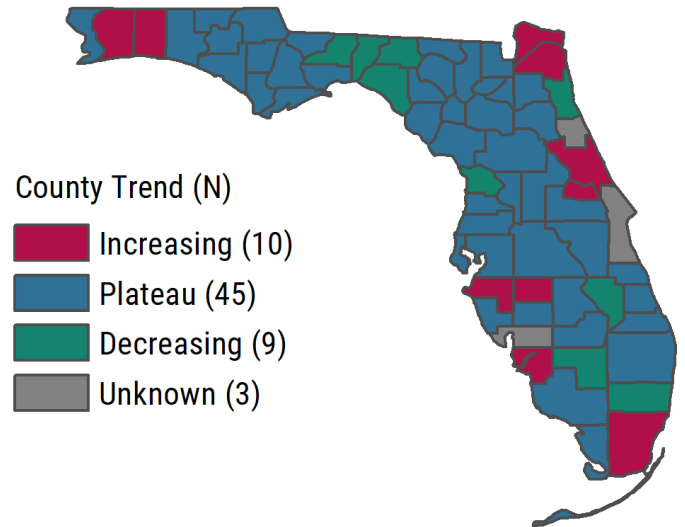 County Trend (N)
Increasing (10)
Plateau (45)
Decreasing (9)
Unknown (3)